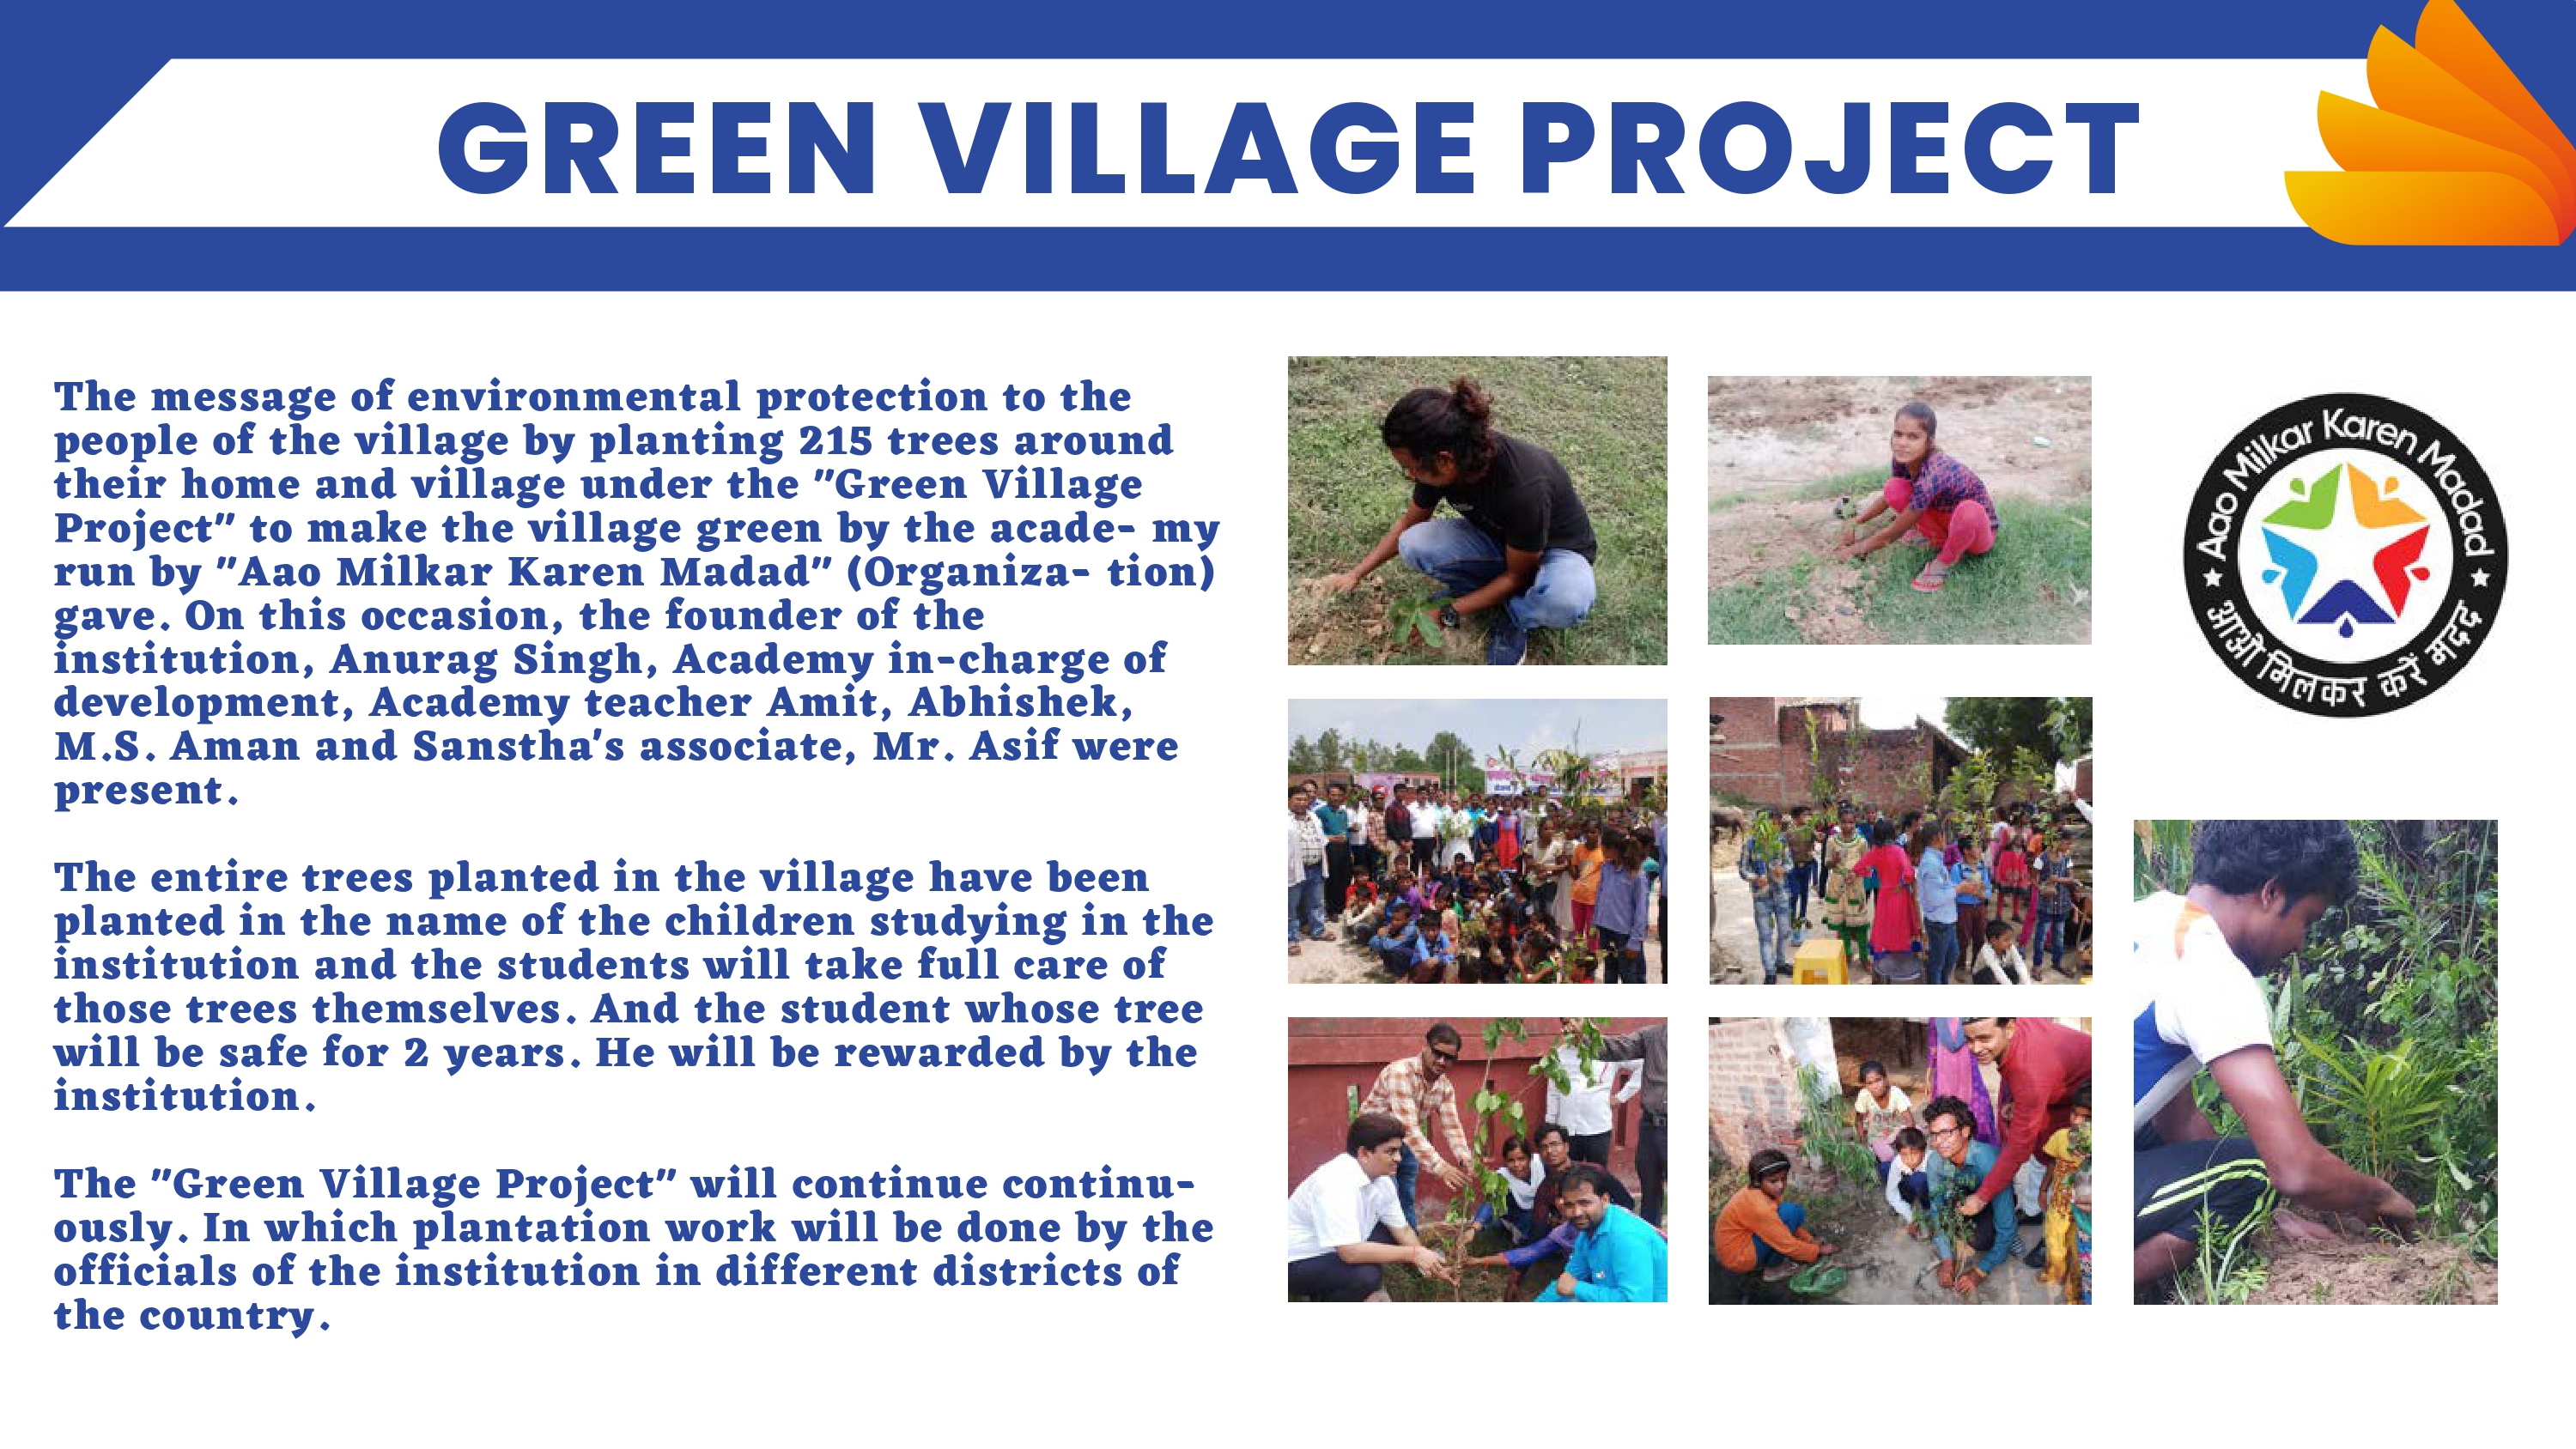 GREEN VILLAGE PROJECT
The message of environmental protection to the
people of the village by planting 215 trees around
their home and village under the "Green Village
Project" to make the village green by the acade- my
run by "Aao Milkar Karen Madad" (Organiza- tion)
gave. On this occasion, the founder of the
institution, Anurag Singh, Academy in-charge of
development, Academy teacher Amit, Abhishek,
M.S. Aman and Sanstha's associate, Mr. Asif were
present.
The entire trees planted in the village have been
planted in the name of the children studying in the
institution and the students will take full care of
those trees themselves. And the student whose tree
will be safe for 2 years. He will be rewarded by the
institution.
The "Green Village Project" will continue continu-
ously. In which plantation work will be done by the
officials of the institution in different districts of
the country.
Aao Milkar Karen Madad
आओ मिलकर करें मदद